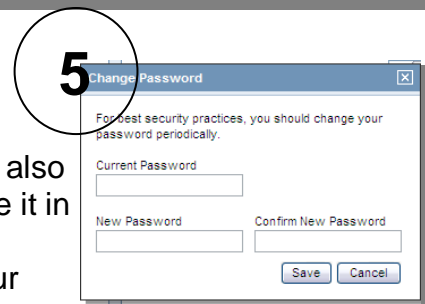 5
Change Password
For best security practices, you should change your
password periodically.
also
e it in
ur
Current Password
New Password Confirm New Password
Save Cancel